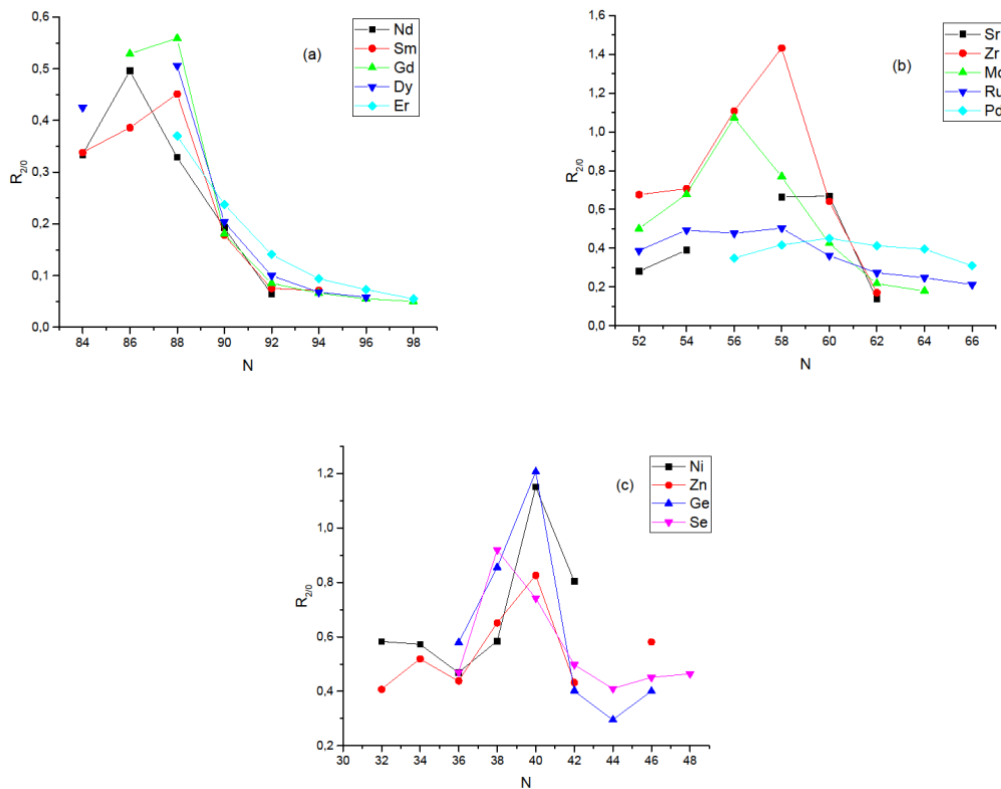 0,6
0,5
0,4
0,3
0,2
0,1
0,0
R2/0
84 86 88 90 92 94 96 98
N
(a)
Nd
Sm
Gd
Dy
Er
1,6
1,4
1,2
1,0
0,8
0,6
0,4
0,2
0,0
R2/0
52 54 56 58 60 62 64 66
N
(b)
Sr
Zr
Mo
Ru
Pd
1,2
1,0
0,8
0,6
0,4
0,2
R2/0
30 32 34 36 38 40 42 44 46 48
N
(c)
Ni
Zn
Ge
Se